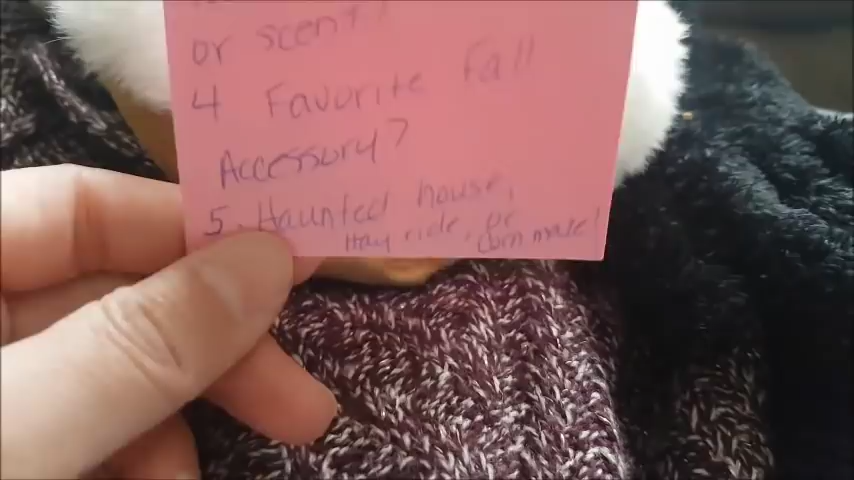 or scent?
4 Favorite Fall
Accessory?
5. Haunted house,
Hay ride, or
corn maze!